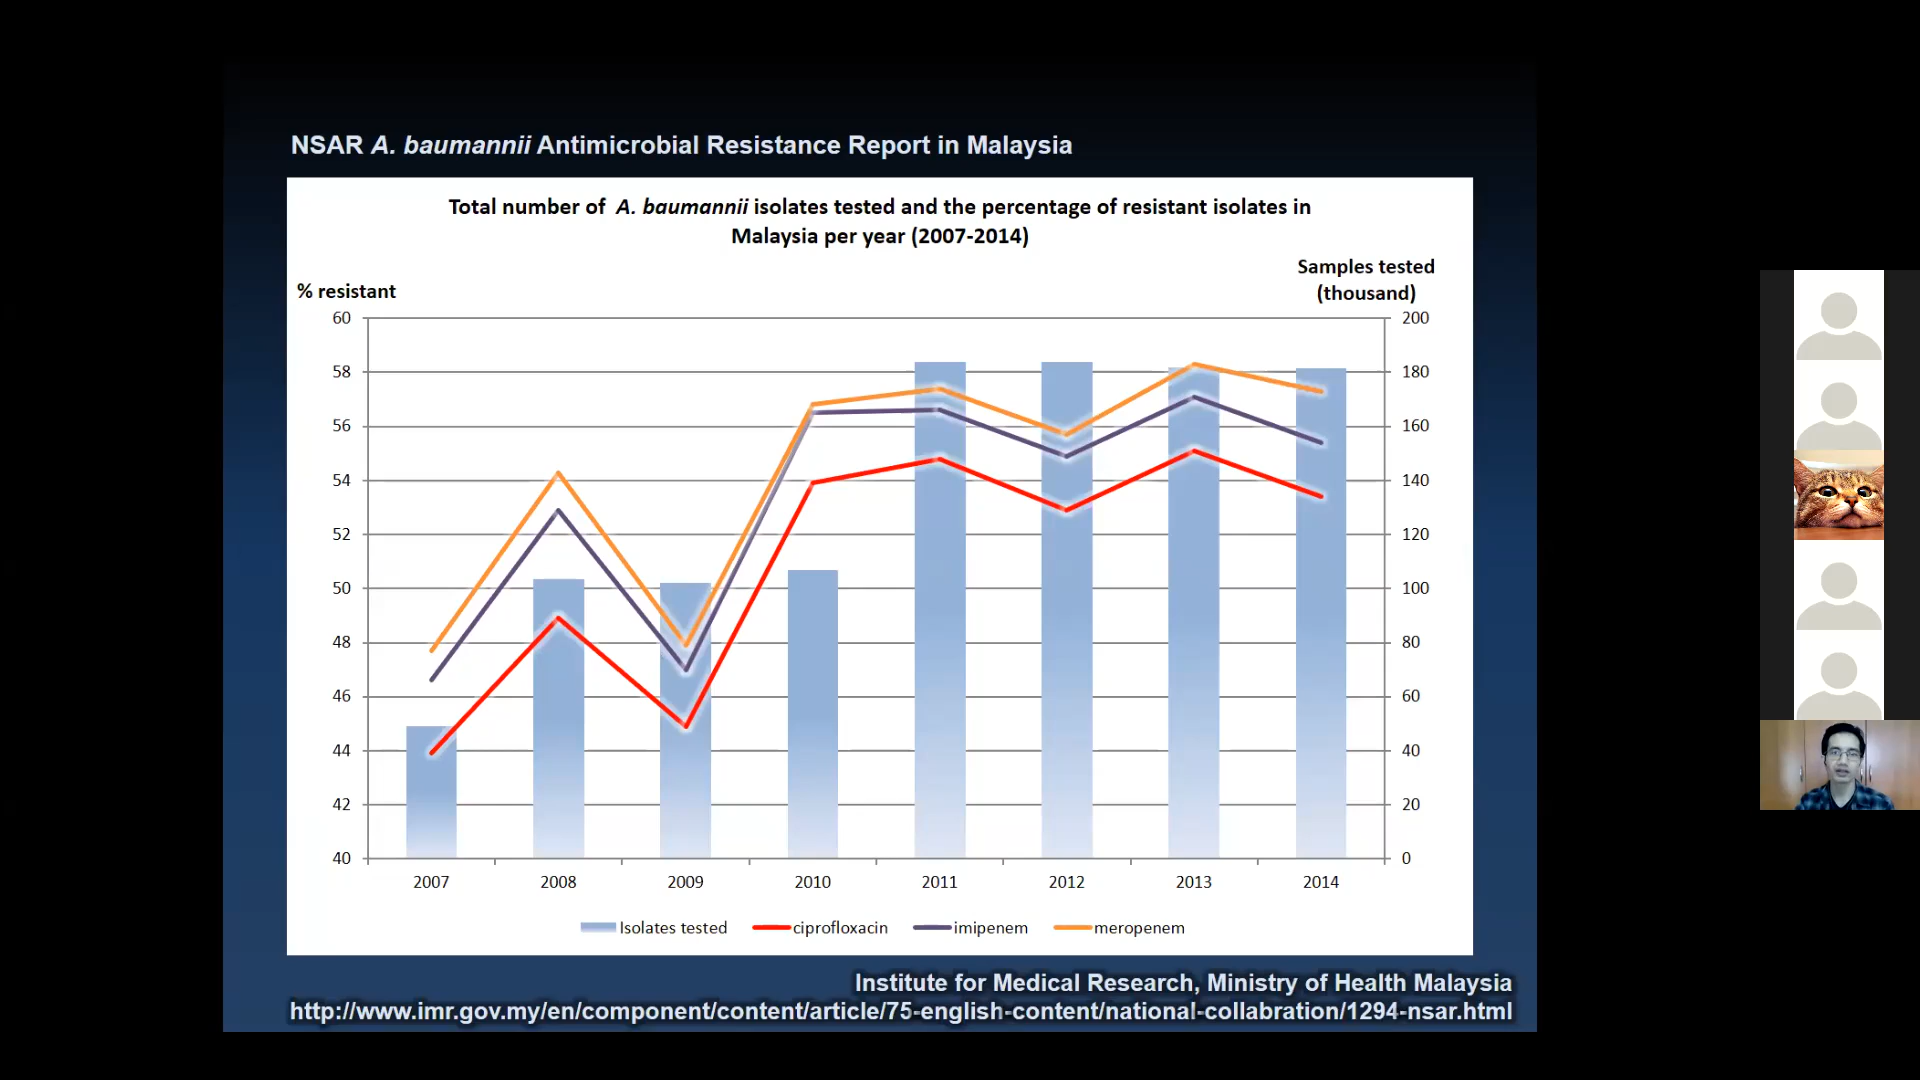 NSAR A. baumannii Antimicrobial Resistance Report in Malaysia
Total number of A. baumannii isolates tested and the percentage of resistant isolates in
Malaysia per year (2007-2014)
% resistant
Samples tested
(thousand)
60
58
56
54
52
50
48
46
44
42
40
200
180
160
140
120
100
80
60
40
20
0
2007 2008 2009 2010 2011 2012 2013 2014
Isolates tested ciprofloxacin imipenem meropenem
Institute for Medical Research, Ministry of Health Malaysia
http://www.imr.gov.my/en/component/content/article/75-english-content/national-collabration/1294-nsar.html